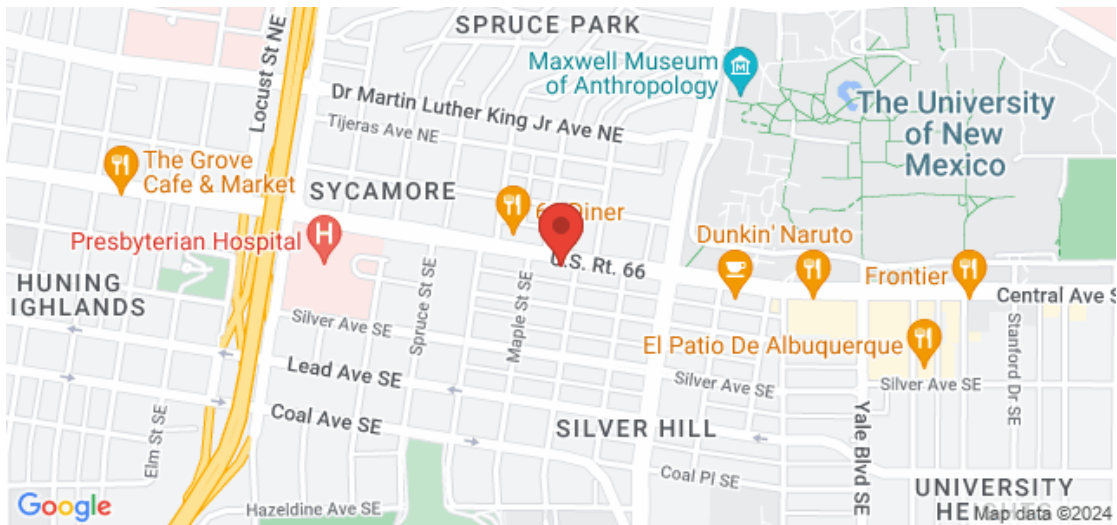 SPRUCE PARK
Locust St NE
Maxwell Museum
of Anthropology
Dr Martin Luther King Jr Ave NE
Tijeras Ave NE
The University
of New
Mexico
The Grove
Cafe & Market
SYCAMORE
Diner
Presbyterian Hospital
H
U.S. Rt. 66
Dunkin'
Naruto
Frontier
Central Ave S
HUNING
IGHLANDS
Spruce St SE
Maple St SE
Silver Ave SE
El Patio De Albuquerque
Stanford Dr SE
Lead Ave SE
Silver Ave SE
Silver Ave SE
Coal Ave SE
SILVER HILL
Yale Blvd SE
Elm St SE
Coal Pl SE
UNIVERSITY
Hazeldine Ave SE
Google
Map data ©2024